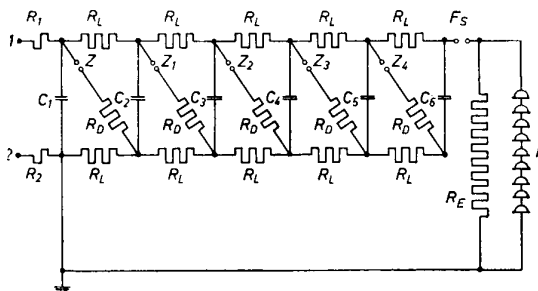 R1 RL RL RL RL RL FS
1 Z Z1 Z2 Z3 Z4
C1 C2 C3 C4 C5 C6
RD RD RD RD RD
2 RE
R2 RL RL RL RL RL